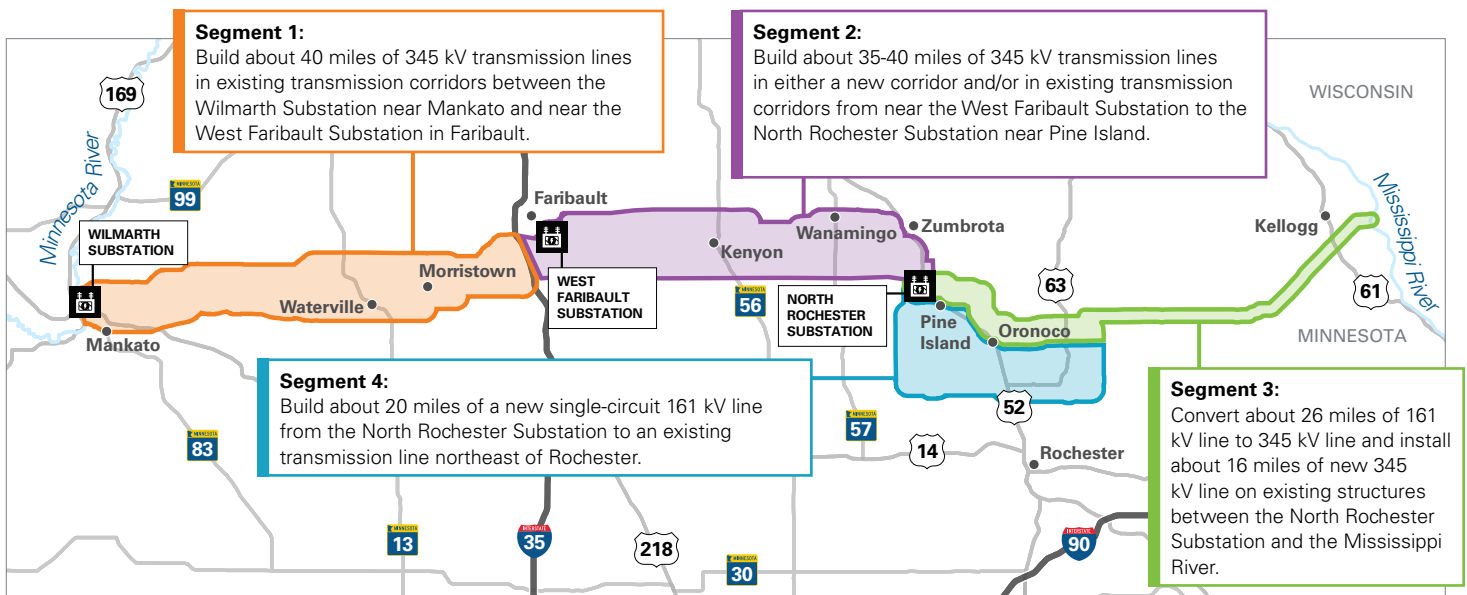 Segment 1:
Build about 40 miles of 345 kV transmission lines
in existing transmission corridors between the
Wilmarth Substation near Mankato and near the
West Faribault Substation in Faribault.
Segment 2:
Build about 35-40 miles of 345 kV transmission lines
in either a new corridor and/or in existing transmission
corridors from near the West Faribault Substation to the
North Rochester Substation near Pine Island.
WISCONSIN
169
Minnesota River
MINNESOTA
99
WILMARTH
SUBSTATION
Faribault
Mississippi River
Kellogg
Wanamingo
Zumbrota
Kenyon
Morristown
Waterville
WEST
FARIBAULT
SUBSTATION
MINNESOTA
56
NORTH
ROCHESTER
SUBSTATION
63
61
Pine
Island
Oronoco
MINNESOTA
Mankato
Segment 4:
Build about 20 miles of a new single-circuit 161 kV line
from the North Rochester Substation to an existing
transmission line northeast of Rochester.
Segment 3:
Convert about 26 miles of 161
kV line to 345 kV line and install
about 16 miles of new 345
kV line on existing structures
between the North Rochester
Substation and the Mississippi
River.
52
MINNESOTA
57
MINNESOTA
83
14
Rochester
MINNESOTA
13
INTERSTATE
35
218
INTERSTATE
90
MINNESOTA
30